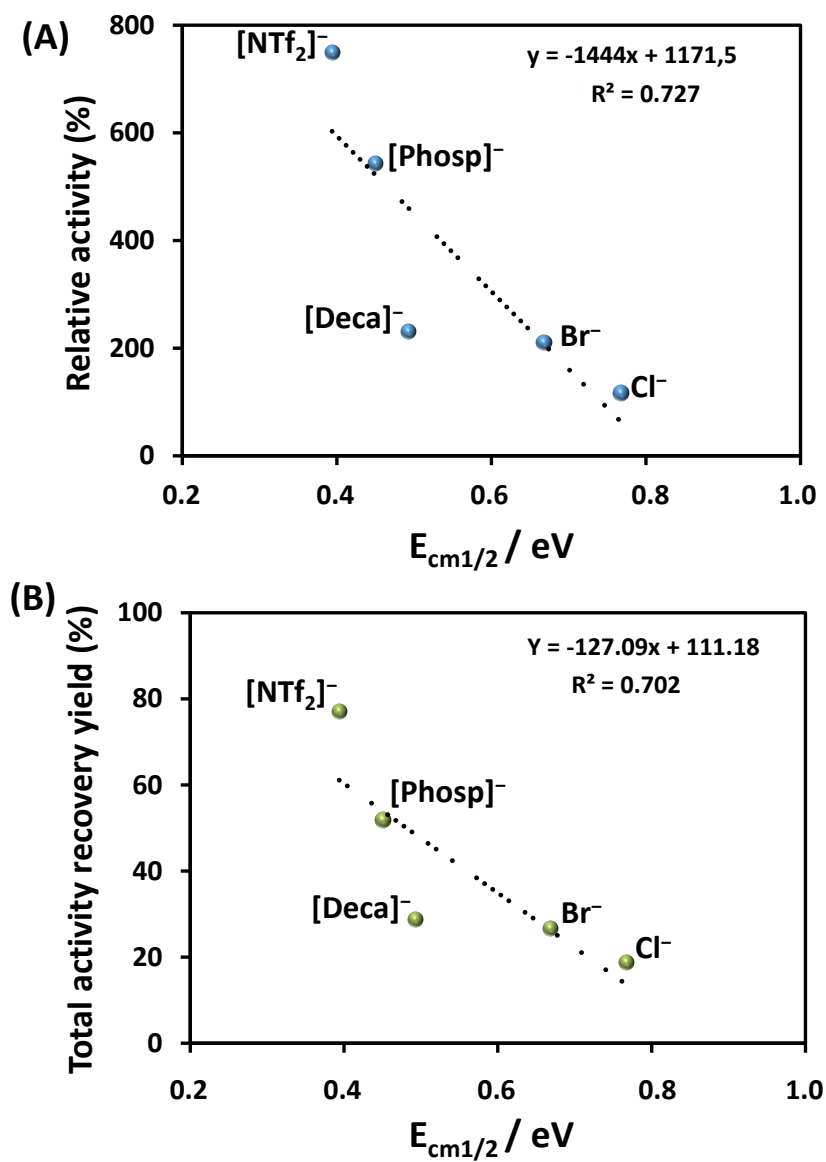 (A)
Relative activity (%)
800
600
400
200
0
[NTf₂]⁻
[Phosp]⁻
[Deca]⁻
Br⁻
Cl⁻
y = -1444x + 1171,5
R² = 0.727
0.2 0.4 0.6 0.8 1.0
E_cm1/2 / eV
(B)
Total activity recovery yield (%)
100
80
60
40
20
0
[NTf₂]⁻
[Phosp]⁻
[Deca]⁻
Br⁻
Cl⁻
Y = -127.09x + 111.18
R² = 0.702
0.2 0.4 0.6 0.8 1.0
E_cm1/2 / eV